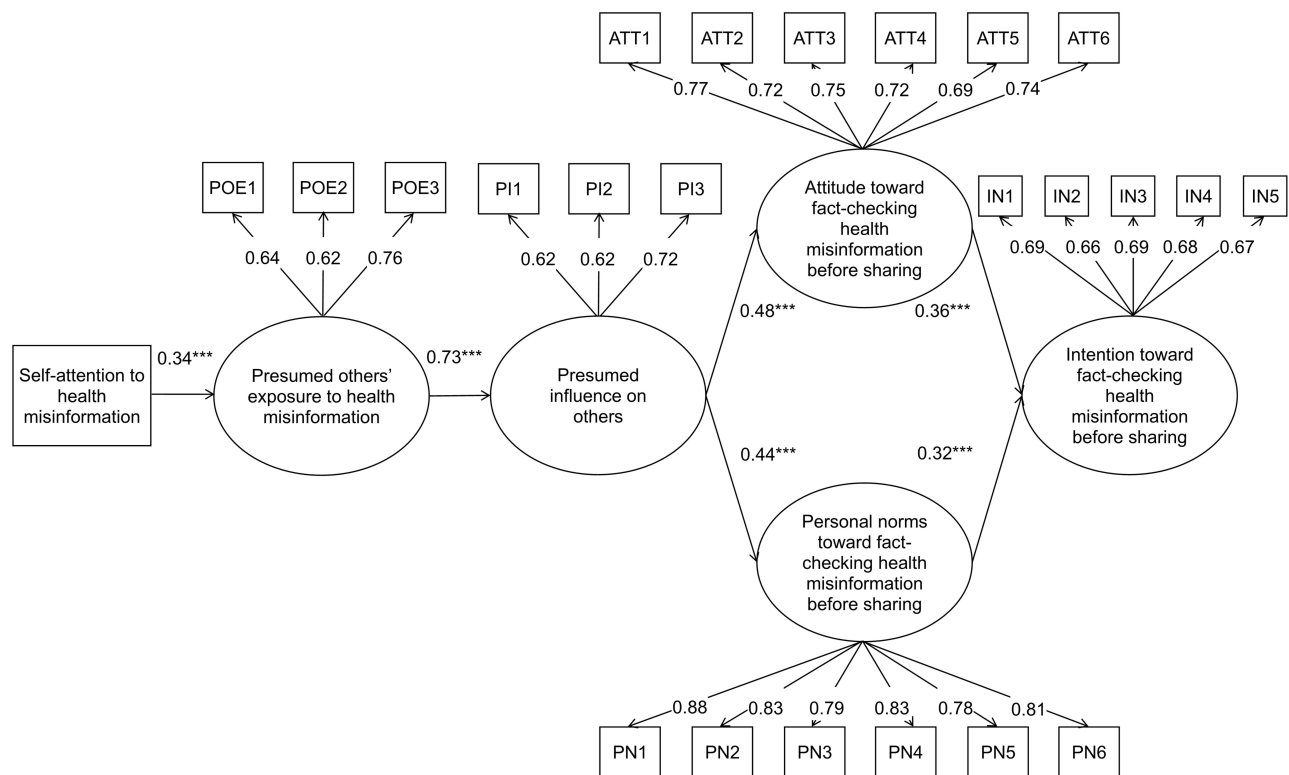 ATT1
ATT2
ATT3
ATT4
ATT5
ATT6
0.77
0.72
0.75
0.72
0.69
0.74
POE1
POE2
POE3
0.64
0.62
0.76
PI1
PI2
PI3
0.62
0.62
0.72
Attitude toward
fact-checking
health
misinformation
before sharing
IN1
IN2
IN3
IN4
IN5
0.69
0.66
0.69
0.68
0.67
0.48***
0.36***
Self-attention to
health
misinformation
0.34***
Presumed others’
exposure to health
misinformation
0.73***
Presumed
influence on
others
Intention toward
fact-checking
health
misinformation
before sharing
0.44***
0.32***
Personal norms
toward fact-
checking health
misinformation
before sharing
0.88
0.83
0.79
0.83
0.78
0.81
PN1
PN2
PN3
PN4
PN5
PN6